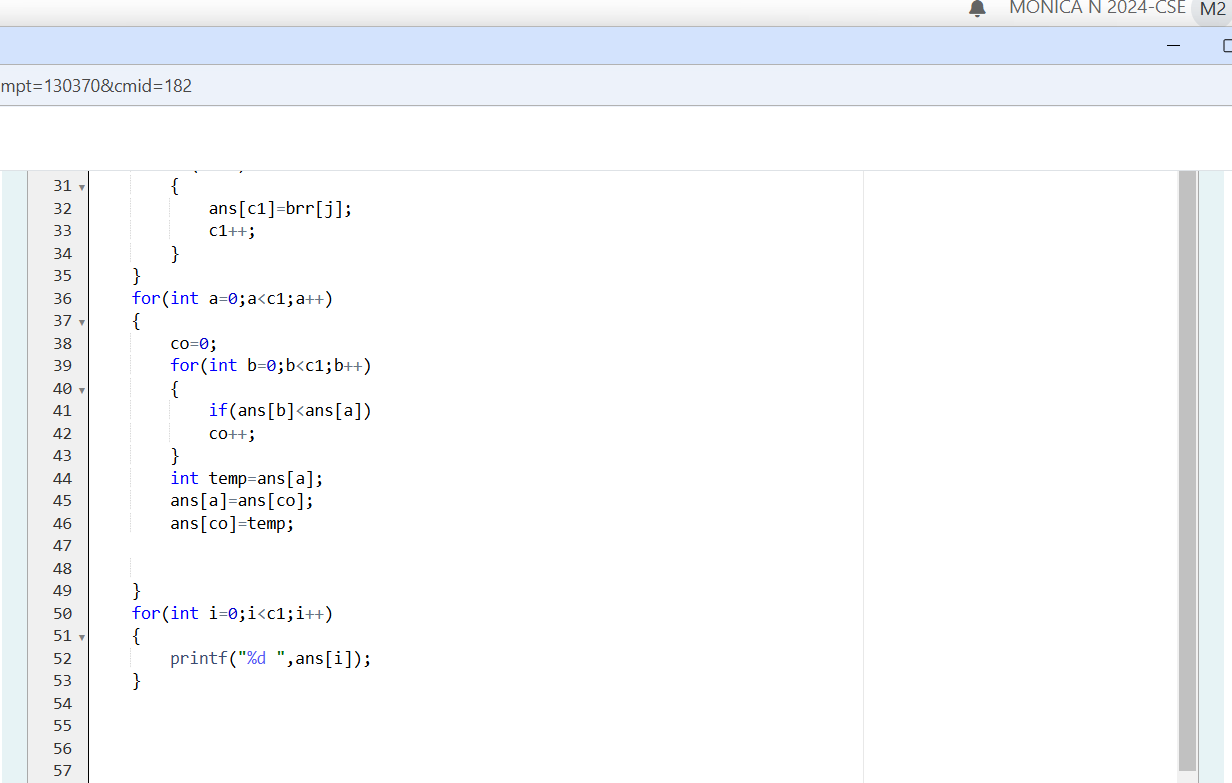 MONICA N 2024-CSE M2
mpt=130370&cmid=182
31 {
32 ans[c1]=brr[j];
33 c1++;
34 }
35 }
36 for(int a=0;a<c1;a++)
37 {
38 co=0;
39 for(int b=0;b<c1;b++)
40 {
41 if(ans[b]<ans[a])
42 co++;
43 }
44 int temp=ans[a];
45 ans[a]=ans[co];
46 ans[co]=temp;
47
48
49 }
50 for(int i=0;i<c1;i++)
51 {
52 printf("%d ",ans[i]);
53 }
54
55
56
57